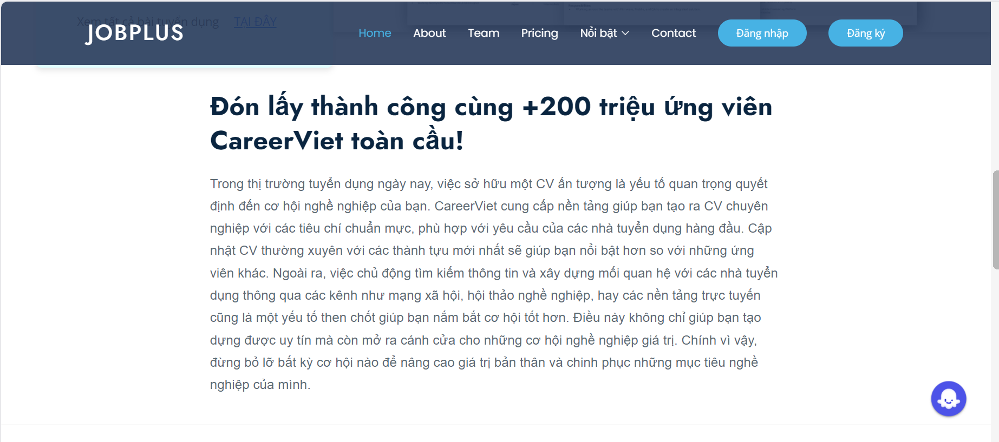 Xem tất cả bài tuyển dụng TẠI ĐÂY
JOBPLUS
Home About Team Pricing Nổi bật Contact Đăng nhập Đăng ký
Đón lấy thành công cùng +200 triệu ứng viên
CareerViet toàn cầu!
Trong thị trường tuyển dụng ngày nay, việc sở hữu một CV ấn tượng là yếu tố quan trọng quyết
định đến cơ hội nghề nghiệp của bạn. CareerViet cung cấp nền tảng giúp bạn tạo ra CV chuyên
nghiệp với các tiêu chí chuẩn mực, phù hợp với yêu cầu của các nhà tuyển dụng hàng đầu. Cập
nhật CV thường xuyên với các thành tựu mới nhất sẽ giúp bạn nổi bật hơn so với những ứng
viên khác. Ngoài ra, việc chủ động tìm kiếm thông tin và xây dựng mối quan hệ với các nhà tuyển
dụng thông qua các kênh như mạng xã hội, hội thảo nghề nghiệp, hay các nền tảng trực tuyến
cũng là một yếu tố then chốt giúp bạn nắm bắt cơ hội tốt hơn. Điều này không chỉ giúp bạn tạo
dựng được uy tín mà còn mở ra cánh cửa cho những cơ hội nghề nghiệp giá trị. Chính vì vậy,
đừng bỏ lỡ bất kỳ cơ hội nào để nâng cao giá trị bản thân và chinh phục những mục tiêu nghề
nghiệp của mình.